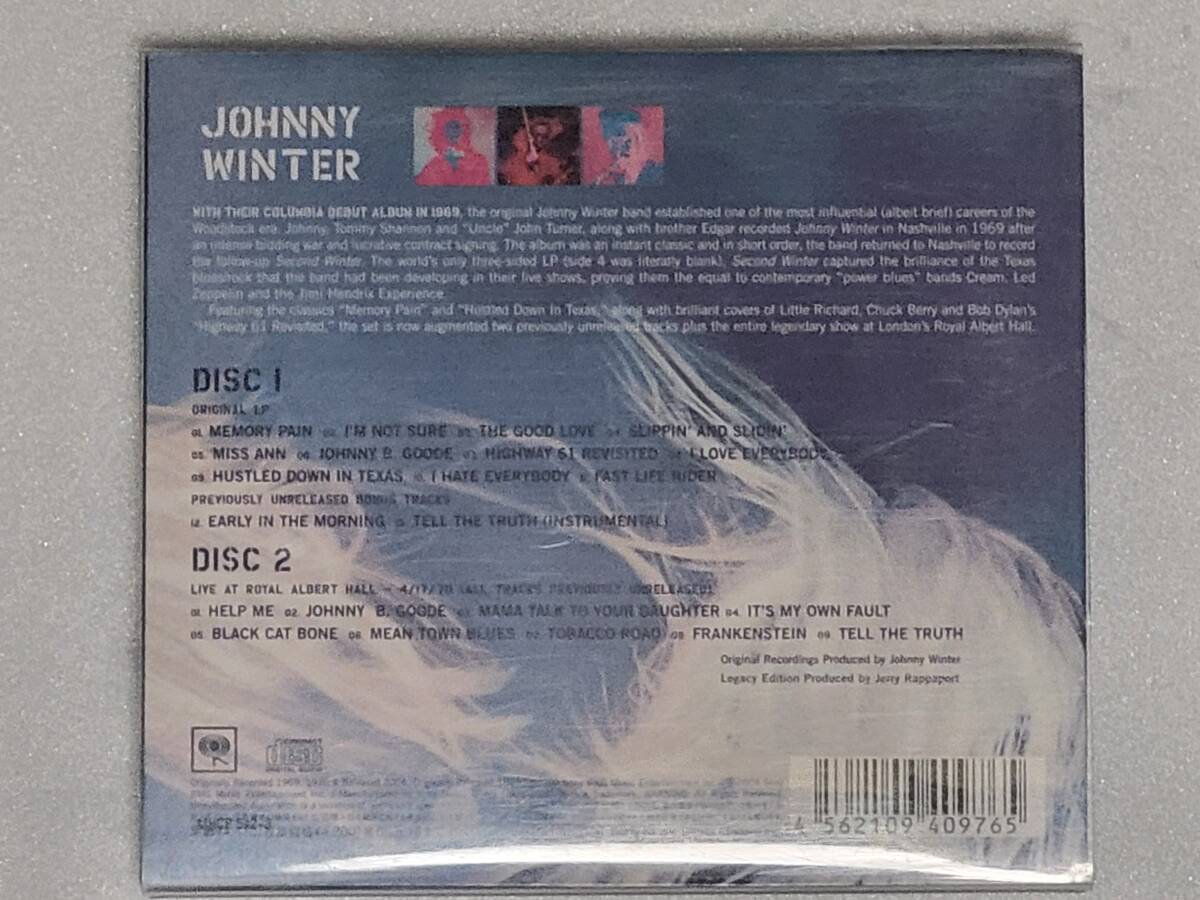 JOHNNY
WINTER
WITH THEIR COLUMBIA DEBUT ALBUM IN 1969, the original Johnny Winter band established one of the most influential (albeit brief) careers of the
Woodstock era. Johnny, Tommy Shannon and "Uncle" John Turner, along with brother Edgar recorded Johnny Winter in Nashville in 1969 after
an intense bidding war and lucrative contract signing. The album was an instant classic and in short order, the band returned to Nashville to record
the follow-up Second Winter. The world's only three-sided LP (side 4 was literally blank), Second Winter captured the brilliance of the Texas
bluesrock that the band had been developing in their live shows, proving them the equal to contemporary "power blues" bands Cream, Led
Zeppelin and the Jimi Hendrix Experience.
Featuring the classics "Memory Pain" and "Hustled Down In Texas," along with brilliant covers of Little Richard, Chuck Berry and Bob Dylan's
"Highway 61 Revisited," the set is now augmented two previously unreleased tracks plus the entire legendary show at London's Royal Albert Hall.
DISC 1
ORIGINAL LP
01. MEMORY PAIN 02. I'M NOT SURE 03. THE GOOD LOVE 04. SLIPPIN' AND SLIDIN'
05. MISS ANN 06. JOHNNY B. GOODE 07. HIGHWAY 61 REVISITED 08. I LOVE EVERYBODY
09. HUSTLED DOWN IN TEXAS 10. I HATE EVERYBODY 11. FAST LIFE RIDER
PREVIOUSLY UNRELEASED BONUS TRACKS
12. EARLY IN THE MORNING 13. TELL THE TRUTH (INSTRUMENTAL)
DISC 2
LIVE AT ROYAL ALBERT HALL – 4/17/70 (ALL TRACKS PREVIOUSLY UNRELEASED)
01. HELP ME 02. JOHNNY B. GOODE 03. MAMA TALK TO YOUR DAUGHTER 04. IT'S MY OWN FAULT
05. BLACK CAT BONE 06. MEAN TOWN BLUES 07. TOBACCO ROAD 08. FRANKENSTEIN 09. TELL THE TRUTH
Original Recordings Produced by Johnny Winter
Legacy Edition Produced by Jerry Rappaport
COMPACT
disc
DIGITAL AUDIO
4 562109 409765